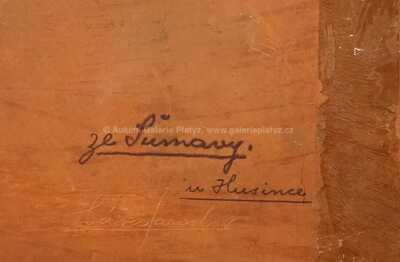 © Aukční Galerie Platýz, www.galerieplatyz.cz
ze Šumavy.
u Husince